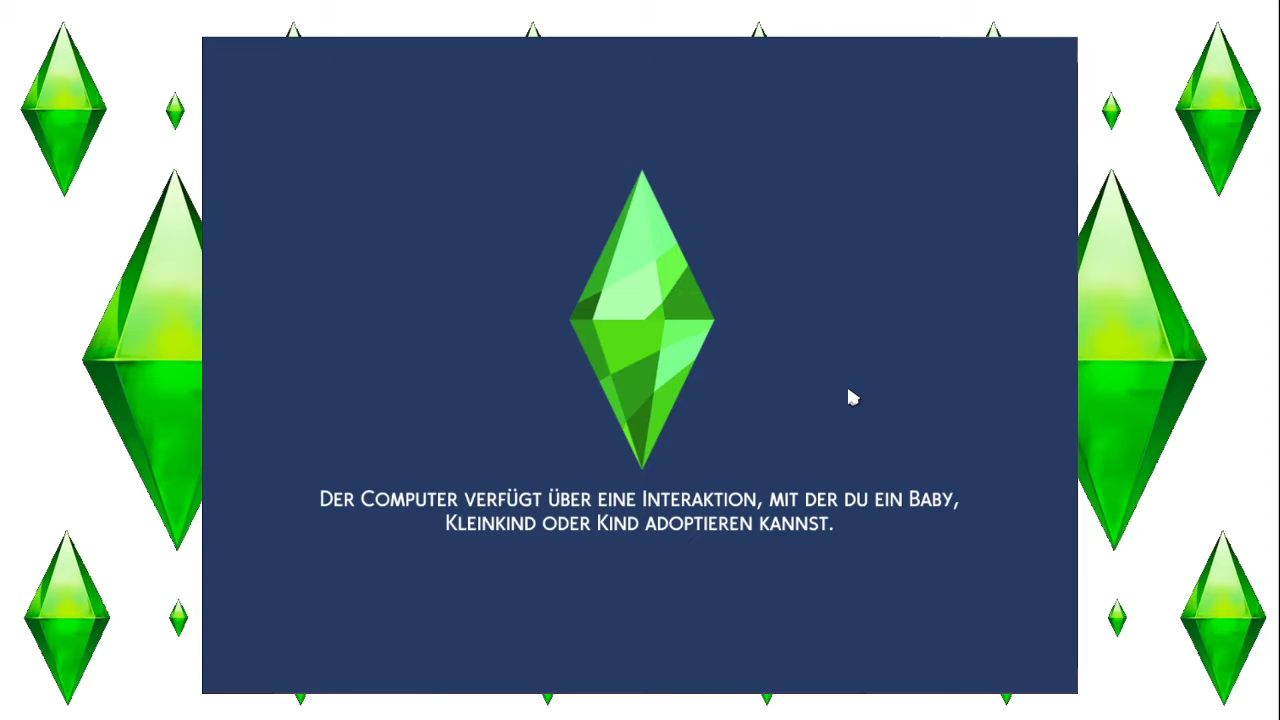 Der Computer verfügt über eine Interaktion, mit der du ein Baby,
Kleinkind oder Kind adoptieren kannst.